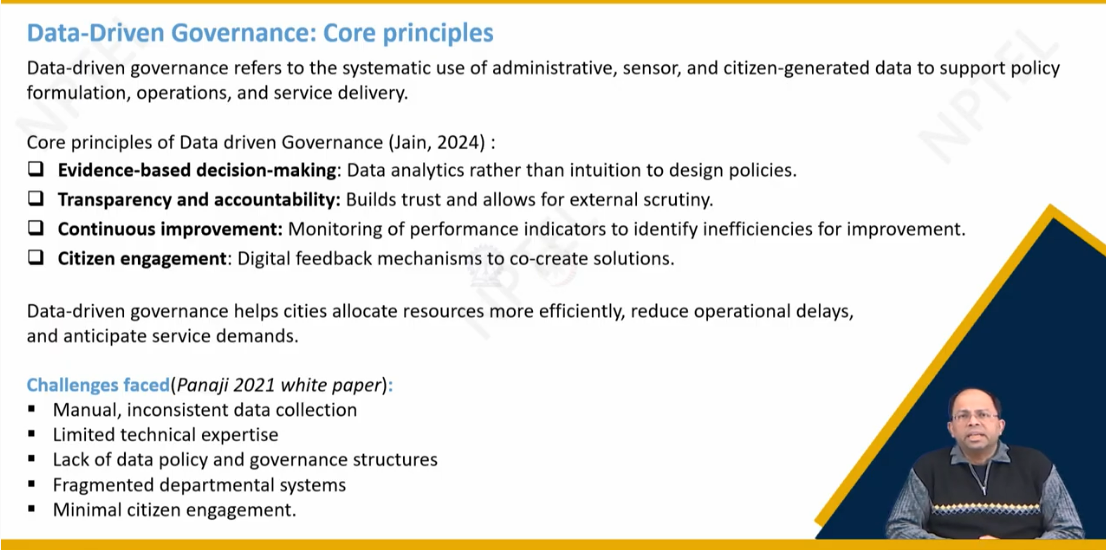 Data-Driven Governance: Core principles
Data-driven governance refers to the systematic use of administrative, sensor, and citizen-generated data to support policy
formulation, operations, and service delivery.
Core principles of Data driven Governance (Jain, 2024) :
❑ Evidence-based decision-making: Data analytics rather than intuition to design policies.
❑ Transparency and accountability: Builds trust and allows for external scrutiny.
❑ Continuous improvement: Monitoring of performance indicators to identify inefficiencies for improvement.
❑ Citizen engagement: Digital feedback mechanisms to co-create solutions.
Data-driven governance helps cities allocate resources more efficiently, reduce operational delays,
and anticipate service demands.
Challenges faced(Panaji 2021 white paper):
▪ Manual, inconsistent data collection
▪ Limited technical expertise
▪ Lack of data policy and governance structures
▪ Fragmented departmental systems
▪ Minimal citizen engagement.
NPTEL
NPTEL
NPTEL